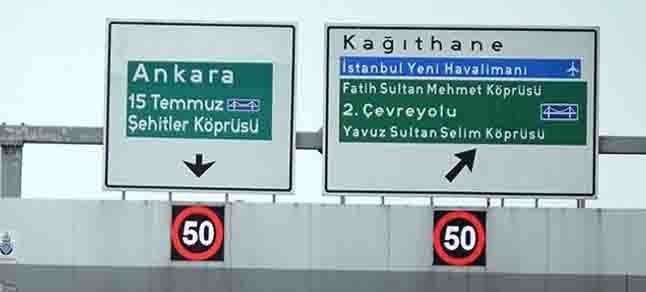 Ankara
15 Temmuz
Şehitler Köprüsü
Kağıthane
İstanbul Yeni Havalimanı
Fatih Sultan Mehmet Köprüsü
2. Çevreyolu
Yavuz Sultan Selim Köprüsü
50
50